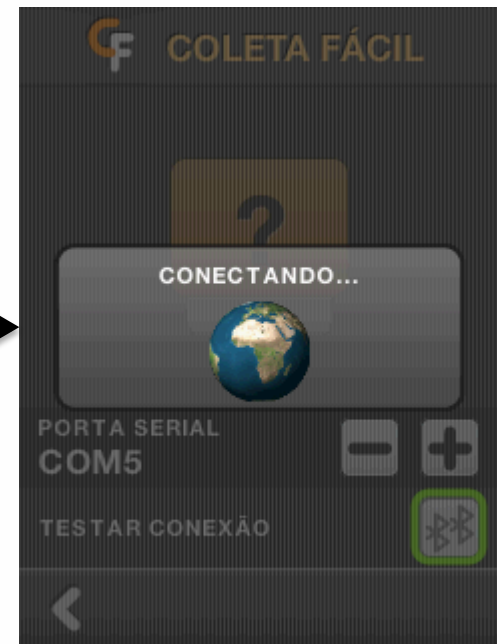 CF COLETA FÁCIL
?
CONECTANDO...
PORTA SERIAL
COM5
TESTAR CONEXÃO